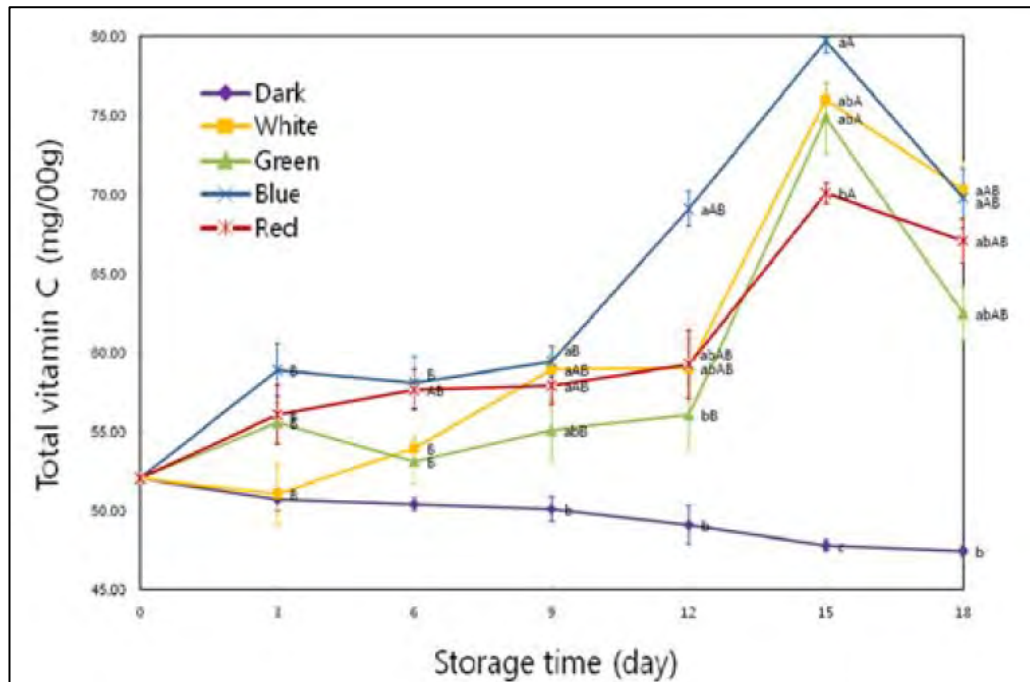 80.00
75.00
70.00
65.00
60.00
55.00
50.00
45.00
Total vitamin C (mg/00g)
Dark
White
Green
Blue
Red
B
B
B
B
B
AB
B
B
aB
aAB
aAB
abB
b
aAB
abAB
abAB
bB
b
aA
abA
abA
bA
c
aAB
aAB
abAB
abAB
b
0 3 6 9 12 15 18
Storage time (day)